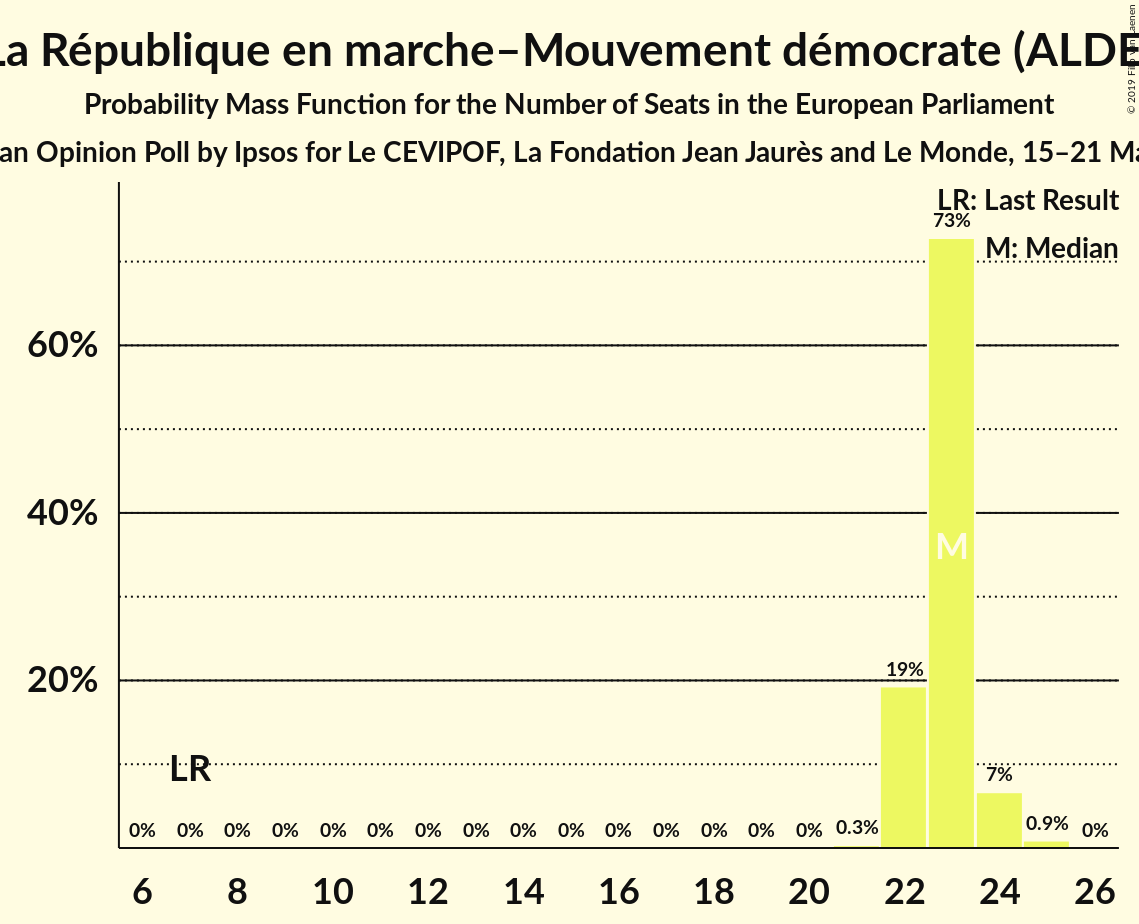 La République en marche–Mouvement démocrate (ALDE
Probability Mass Function for the Number of Seats in the European Parliament
an Opinion Poll by Ipsos for Le CEVIPOF, La Fondation Jean Jaurès and Le Monde, 15–21 Ma
© 2019 Filip van Laenen
LR: Last Result
M: Median
73%
60%
40%
M
20%
19%
LR
7%
0% 0% 0% 0% 0% 0% 0% 0% 0% 0% 0% 0% 0% 0% 0% 0.3% 0.9% 0%
6 8 10 12 14 16 18 20 22 24 26